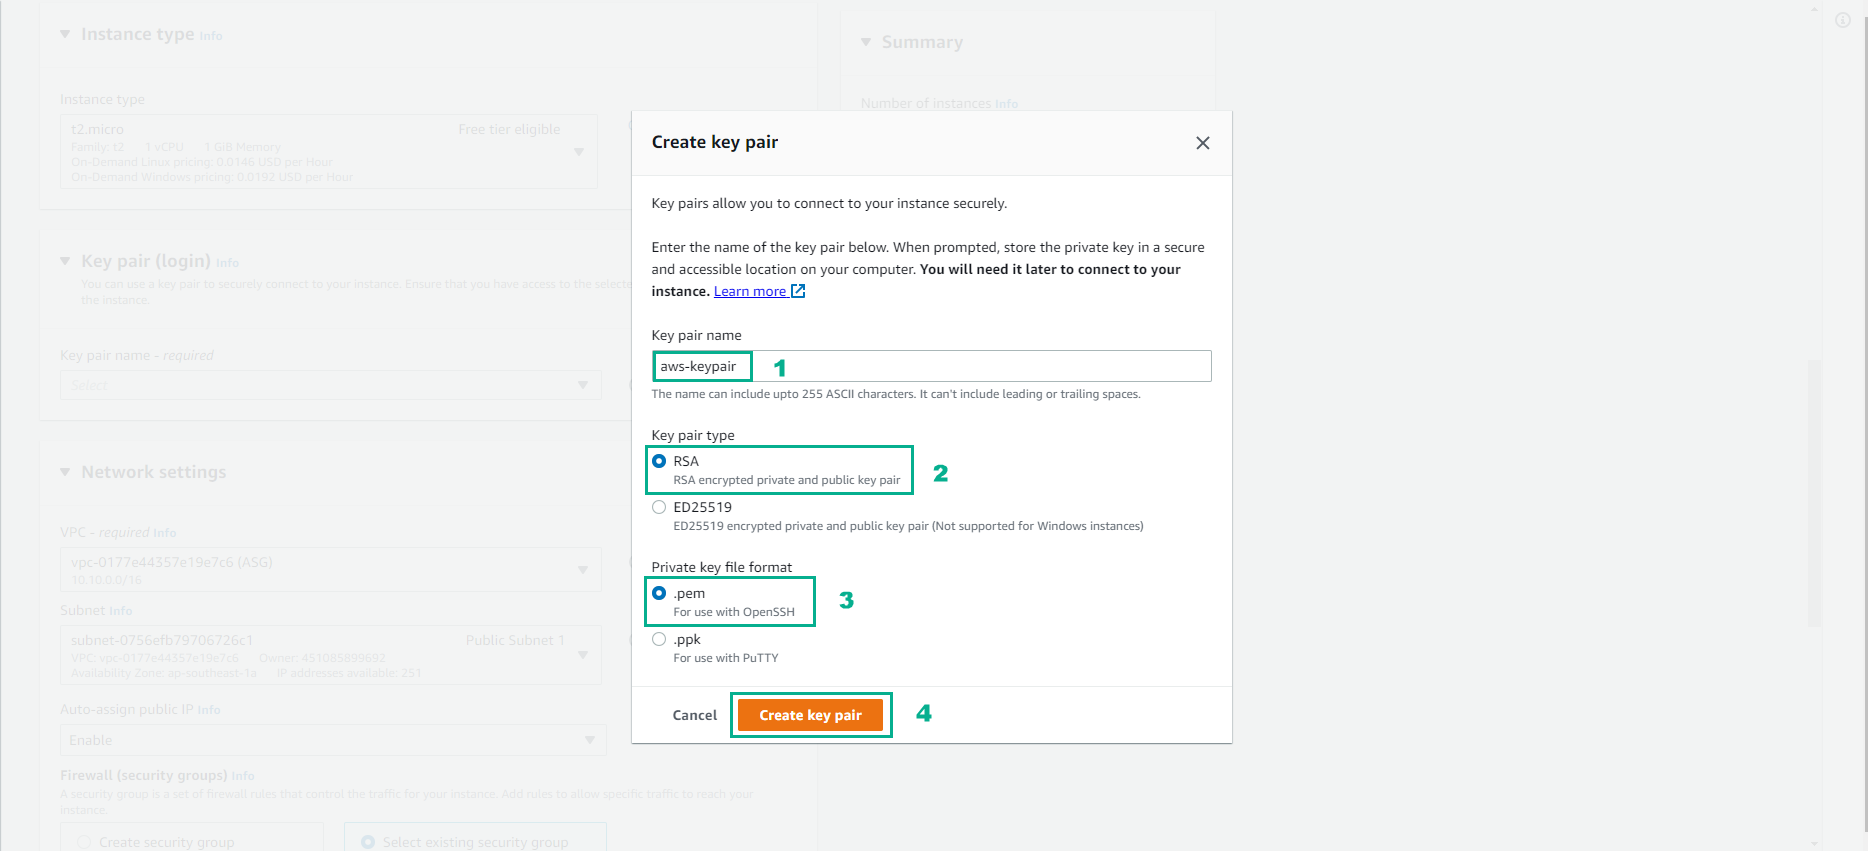 Instance type Info
Instance type
t2.micro Free tier eligible
Family: t2 1 vCPU 1 GiB Memory
On-Demand Linux pricing: 0.0146 USD per Hour
On-Demand Windows pricing: 0.0192 USD per Hour
Key pair (login) Info
You can use a key pair to securely connect to your instance. Ensure that you have access to the selecte
the instance.
Key pair name - required
Select
Network settings
VPC - required Info
vpc-0177e44357e19e7c6 (ASG)
10.10.0.0/16
Subnet Info
subnet-0756efb79706726c1 Public Subnet 1
VPC: vpc-0177e44357e19e7c6 Owner: 451085899692
Availability Zone: ap-southeast-1a IP addresses available: 251
Auto-assign public IP Info
Enable
Firewall (security groups) Info
A security group is a set of firewall rules that control the traffic for your instance. Add rules to allow specific traffic to reach your
instance.
Create security group
Select existing security group
Summary
Number of instances Info
Create key pair
Key pairs allow you to connect to your instance securely.
Enter the name of the key pair below. When prompted, store the private key in a secure
and accessible location on your computer. You will need it later to connect to your
instance. Learn more
Key pair name
aws-keypair 1
The name can include upto 255 ASCII characters. It can't include leading or trailing spaces.
Key pair type
RSA
RSA encrypted private and public key pair
2
ED25519
ED25519 encrypted private and public key pair (Not supported for Windows instances)
Private key file format
.pem
For use with OpenSSH
3
.ppk
For use with PuTTY
Cancel Create key pair 4